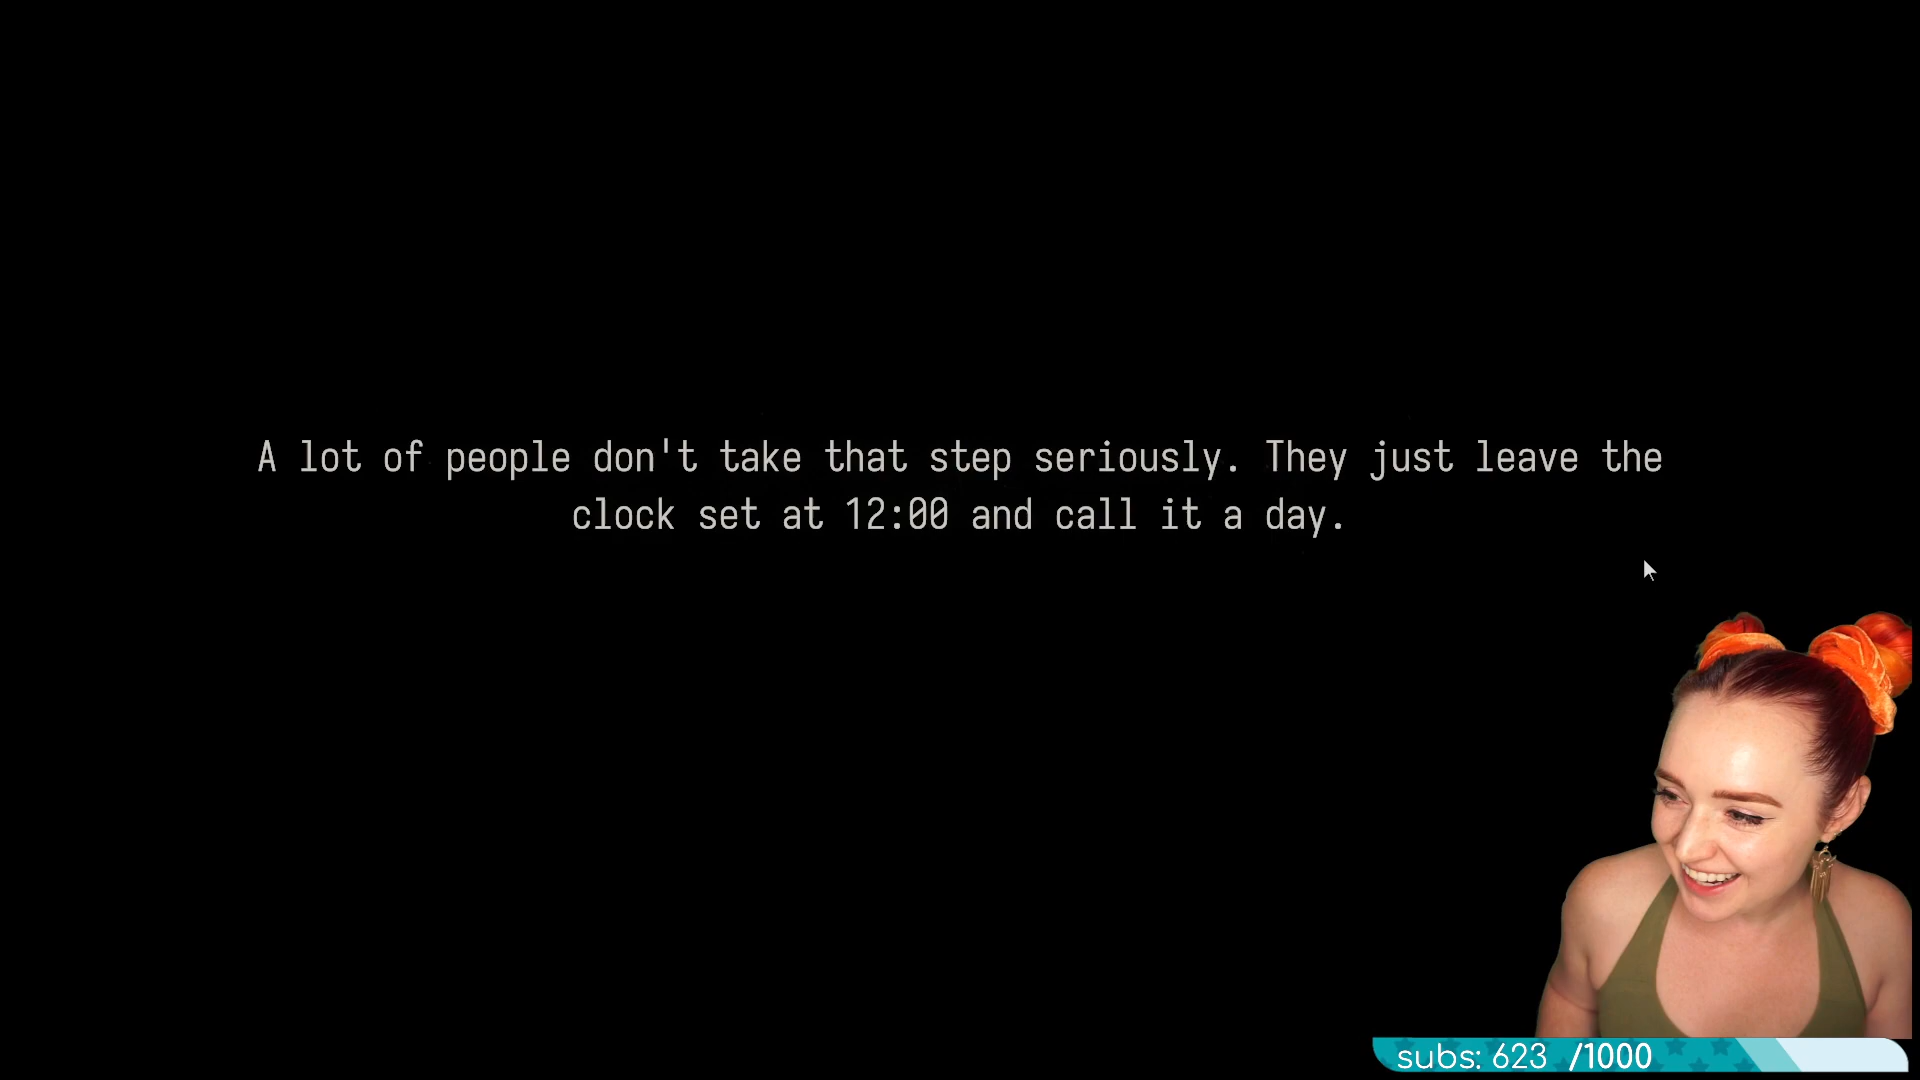 A lot of people don't take that step seriously. They just leave the
clock set at 12:00 and call it a day.
subs: 623 /1000